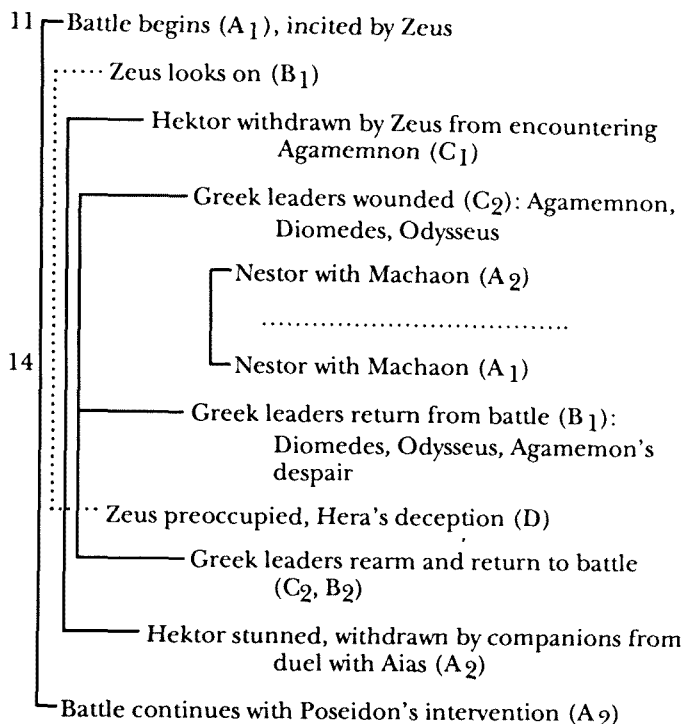 11 Battle begins (A1), incited by Zeus
Zeus looks on (B1)
Hektor withdrawn by Zeus from encountering
Agamemnon (C1)
Greek leaders wounded (C2): Agamemnon,
Diomedes, Odysseus
Nestor with Machaon (A2)
......................................
14 Nestor with Machaon (A1)
Greek leaders return from battle (B1):
Diomedes, Odysseus, Agamemon's
despair
Zeus preoccupied, Hera's deception (D)
Greek leaders rearm and return to battle
(C2, B2)
Hektor stunned, withdrawn by companions from
duel with Aias (A2)
Battle continues with Poseidon's intervention (A2)